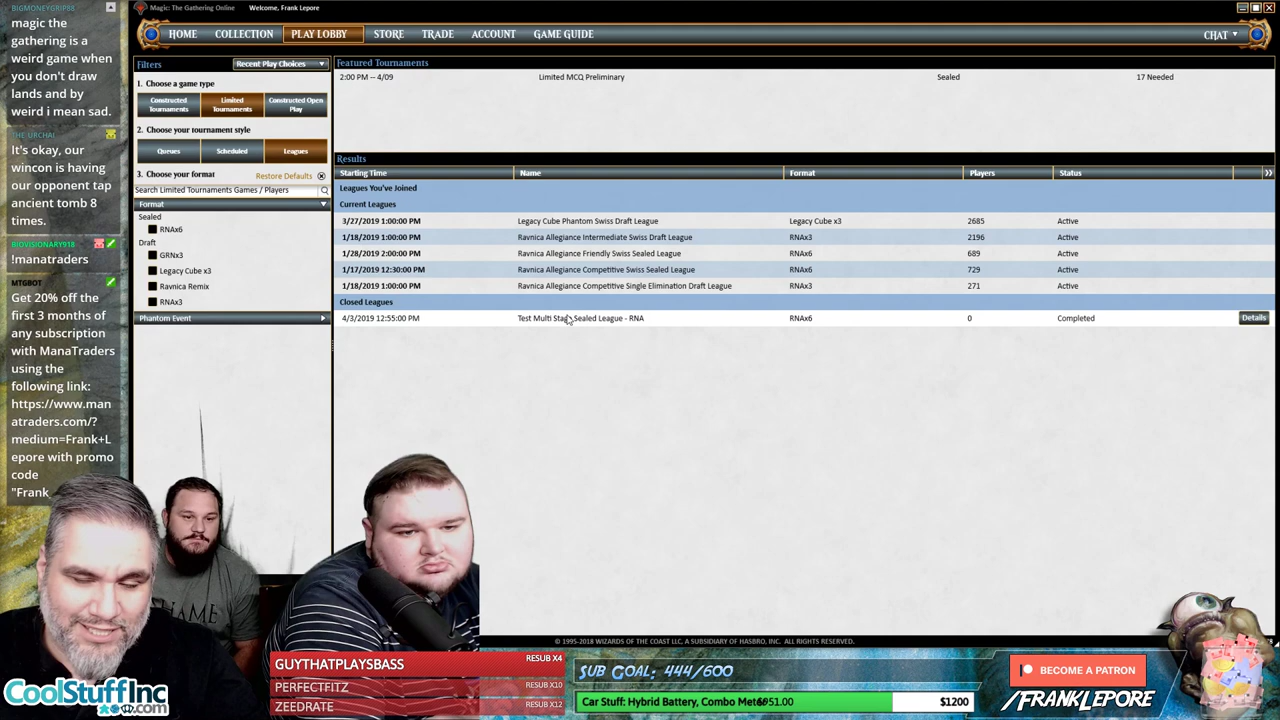 BIGMONEYGRIP88
magic the
gathering is a
weird game when
you don't draw
lands and by
weird i mean sad.
THE_URCHAI
It's okay, our
wincon is having
our opponent tap
ancient tomb 8
times.
BIOVISIONARY918
!manatraders
MTGBOT
Get 20% off the
first 3 months of
any subscription
with ManaTraders
using the
following link:
https://www.man
atraders.com/?
medium=Frank+L
epore with promo
code
"Frank
Magic: The Gathering Online Welcome, Frank Lepore
HOME COLLECTION PLAY LOBBY STORE TRADE ACCOUNT GAME GUIDE CHAT
Filters Recent Play Choices
1. Choose a game type
Constructed Tournaments Limited Tournaments Constructed Open Play
2. Choose your tournament style
Queues Scheduled Leagues
3. Choose your format Restore Defaults
Search Limited Tournaments Games / Players
Format
Sealed
RNAx6
Draft
GRNx3
Legacy Cube x3
Ravnica Remix
RNAx3
Phantom Event
Featured Tournaments
2:00 PM -- 4/09 Limited MCQ Preliminary Sealed 17 Needed
Results
Starting Time Name Format Players Status
Leagues You've Joined
Current Leagues
3/27/2019 1:00:00 PM Legacy Cube Phantom Swiss Draft League Legacy Cube x3 2685 Active
1/18/2019 1:00:00 PM Ravnica Allegiance Intermediate Swiss Draft League RNAx3 2196 Active
1/28/2019 2:00:00 PM Ravnica Allegiance Friendly Swiss Sealed League RNAx6 689 Active
1/17/2019 12:30:00 PM Ravnica Allegiance Competitive Swiss Sealed League RNAx6 729 Active
1/18/2019 1:00:00 PM Ravnica Allegiance Competitive Single Elimination Draft League RNAx3 271 Active
Closed Leagues
4/3/2019 12:55:00 PM Test Multi Sealed League - RNA RNAx6 0 Completed Details
© 1995-2018 WIZARDS OF THE COAST LLC, A SUBSIDIARY OF HASBRO, INC. ALL RIGHTS RESERVED.
CoolStuffInc
.com
GUYTHATPLAYSBASS RESUB X4
PERFECTFITZ RESUB X10
ZEEDRATE RESUB X12
SUB GOAL: 444/600
Car Stuff: Hybrid Battery, Combo $1200
BECOME A PATRON
/FRANKLEPORE